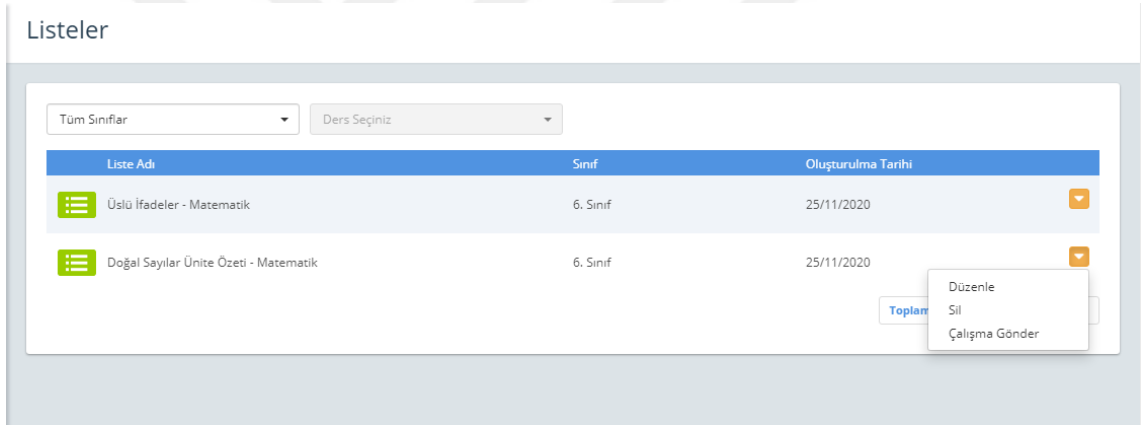 Listeler
Tüm Sınıflar Ders Seçiniz
Liste Adı Sınıf Oluşturulma Tarihi
Üslü İfadeler - Matematik 6. Sınıf 25/11/2020
Doğal Sayılar Ünite Özeti - Matematik 6. Sınıf 25/11/2020
Düzenle
Toplam Sil
Çalışma Gönder